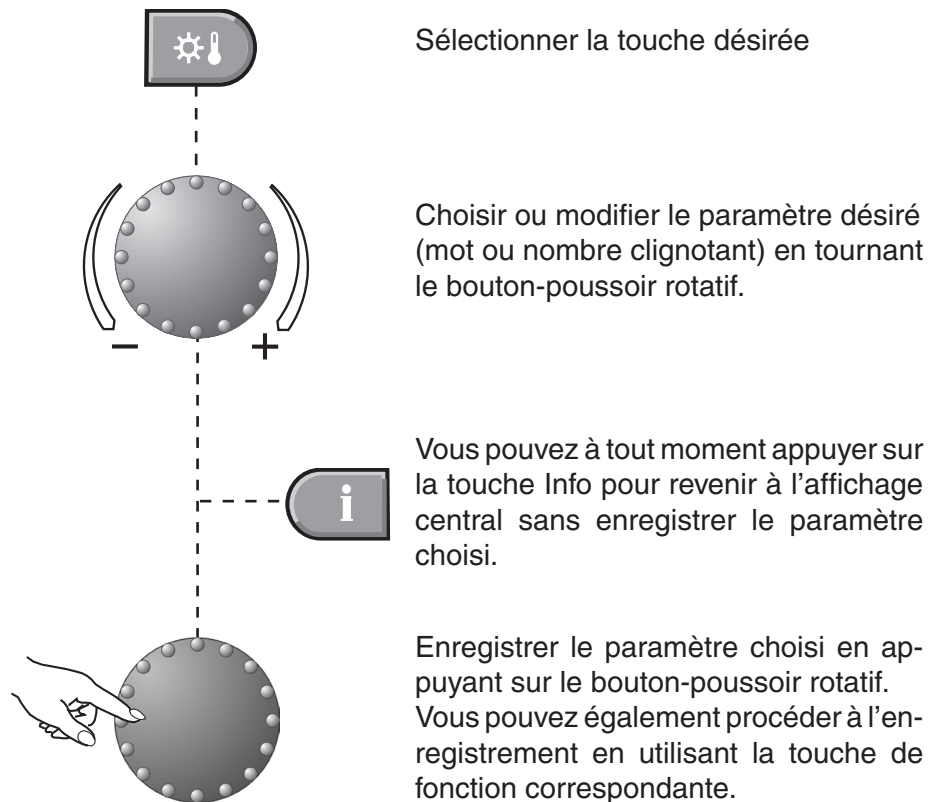 Sélectionner la touche désirée
Choisir ou modifier le paramètre désiré
(mot ou nombre clignotant) en tournant
le bouton-poussoir rotatif.
– +
Vous pouvez à tout moment appuyer sur
la touche Info pour revenir à l’affichage
central sans enregistrer le paramètre
choisi.
i
Enregistrer le paramètre choisi en ap-
puyant sur le bouton-poussoir rotatif.
Vous pouvez également procéder à l’en-
registrement en utilisant la touche de
fonction correspondante.